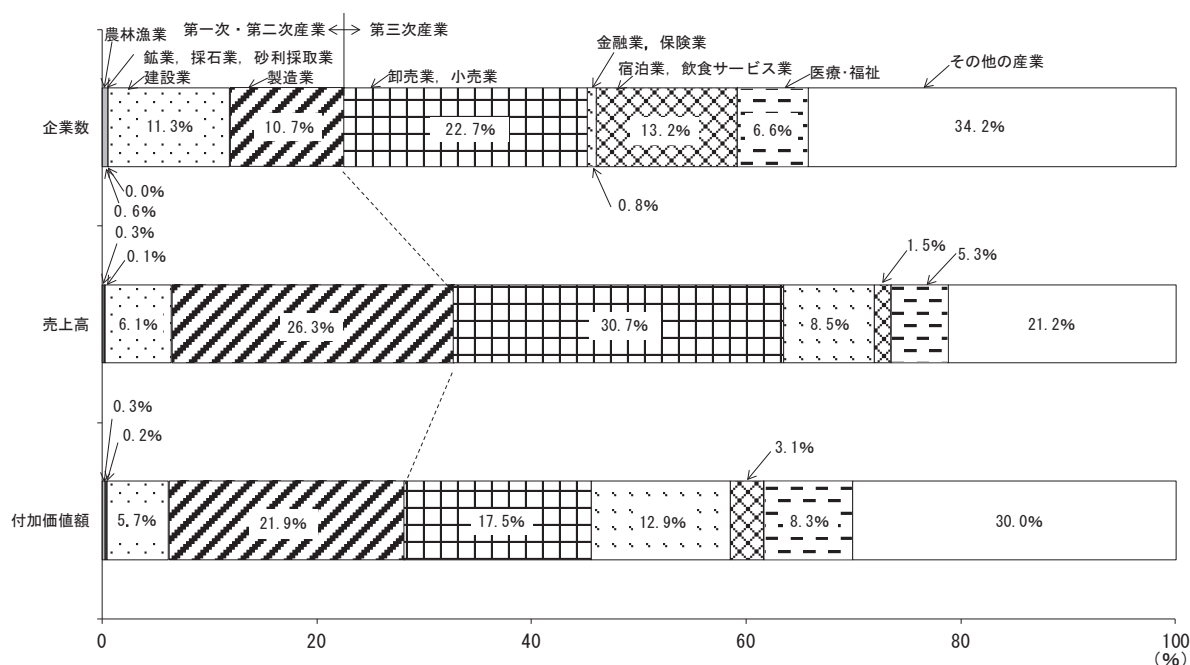 農林漁業
第一次・第二次産業
第三次産業
鉱業，採石業，砂利採取業
建設業
製造業
卸売業，小売業
金融業，保険業
宿泊業，飲食サービス業
医療・福祉
その他の産業
企業数
11.3%
10.7%
22.7%
13.2%
6.6%
34.2%
0.0%
0.6%
0.8%
0.3%
0.1%
1.5%
5.3%
売上高
6.1%
26.3%
30.7%
8.5%
21.2%
0.3%
0.2%
3.1%
付加価値額
5.7%
21.9%
17.5%
12.9%
8.3%
30.0%
0
20
40
60
80
100
(%)